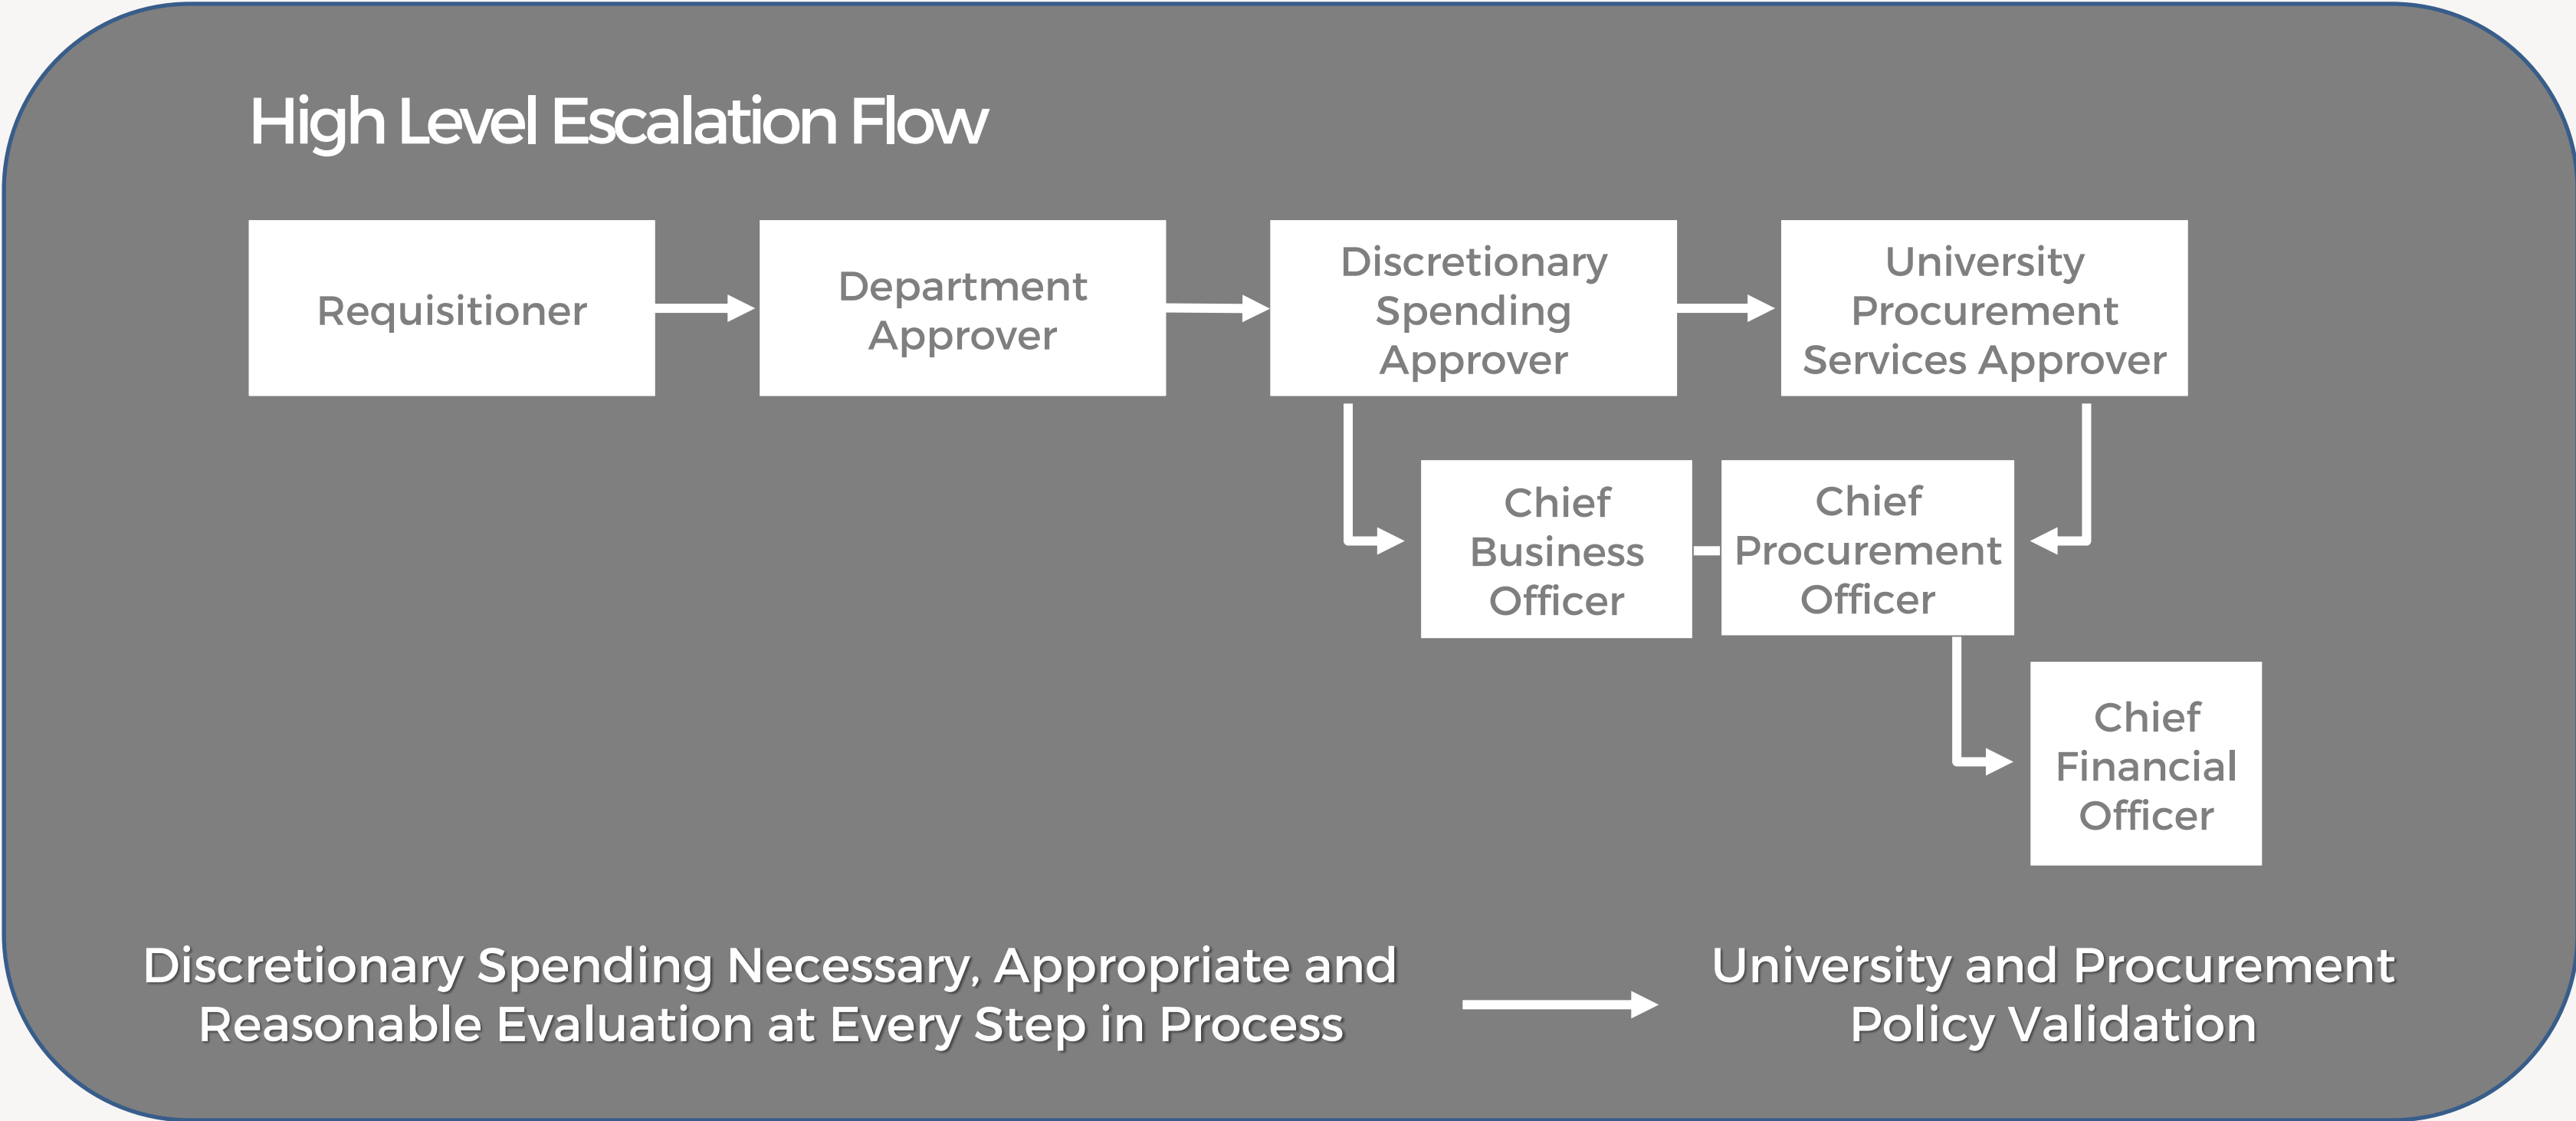 High Level Escalation Flow
Requisitioner
Department
Approver
Discretionary
Spending
Approver
University
Procurement
Services Approver
Chief
Business
Officer
Chief
Procurement
Officer
Chief
Financial
Officer
Discretionary Spending Necessary, Appropriate and
Reasonable Evaluation at Every Step in Process
University and Procurement
Policy Validation